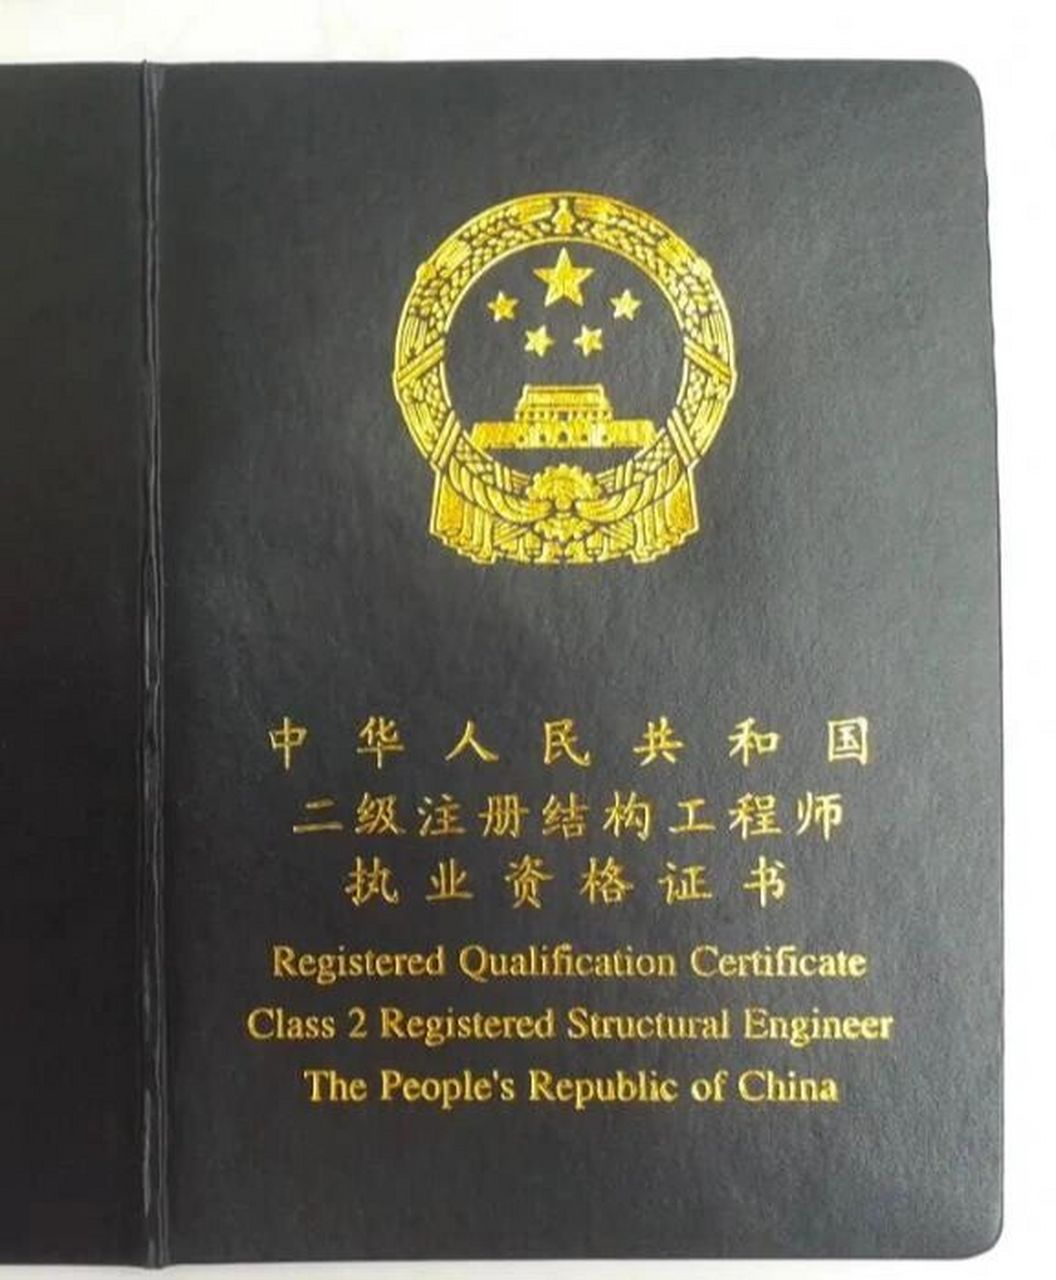 中华人民共和国
二级注册结构工程师
执业资格证书
Registered Qualification Certificate
Class 2 Registered Structural Engineer
The People's Republic of China